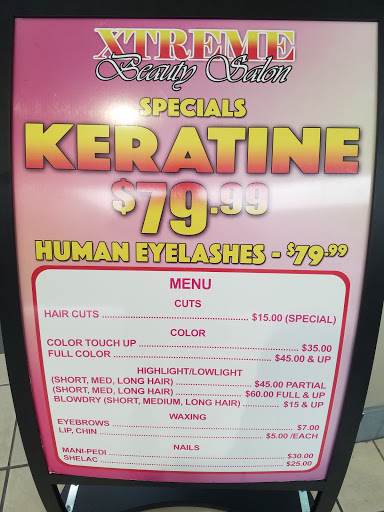 XTREME
Beauty Salon
SPECIALS
KERATINE
$79.99
HUMAN EYELASHES - $79.99
MENU
CUTS
HAIR CUTS ........ $15.00 (SPECIAL)
COLOR
COLOR TOUCH UP ........ $35.00
FULL COLOR ........ $45.00 & UP
HIGHLIGHT/LOWLIGHT
(SHORT, MED, LONG HAIR) ........ $45.00 PARTIAL
(SHORT, MED, LONG HAIR) ........ $60.00 FULL & UP
BLOWDRY (SHORT, MEDIUM, LONG HAIR) ........ $15 & UP
WAXING
EYEBROWS ........ $7.00
LIP, CHIN ........ $5.00 /EACH
NAILS
MANI-PEDI ........ $30.00
SHELAC ........ $25.00